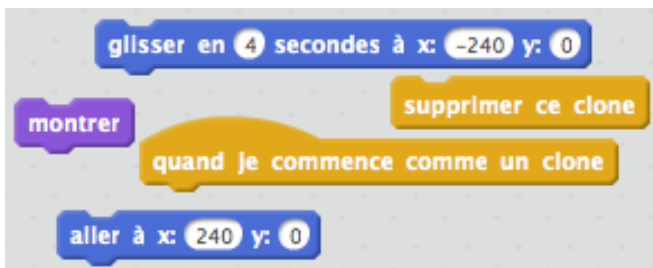 glisser en 4 secondes à x: -240 y: 0
supprimer ce clone
montrer
quand je commence comme un clone
aller à x: 240 y: 0